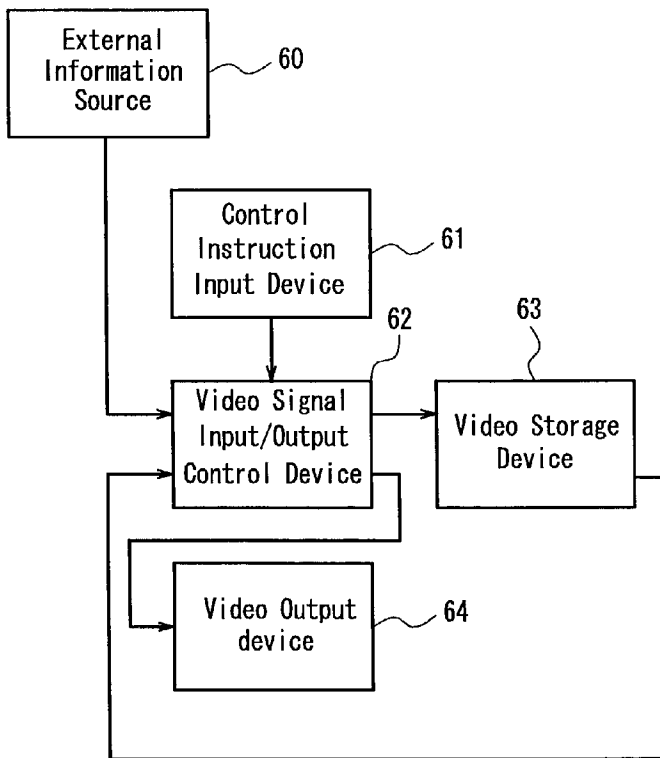 External
Information
Source
60
Control
Instruction
Input Device
61
62
Video Signal
Input/Output
Control Device
63
Video Storage
Device
Video Output
device
64